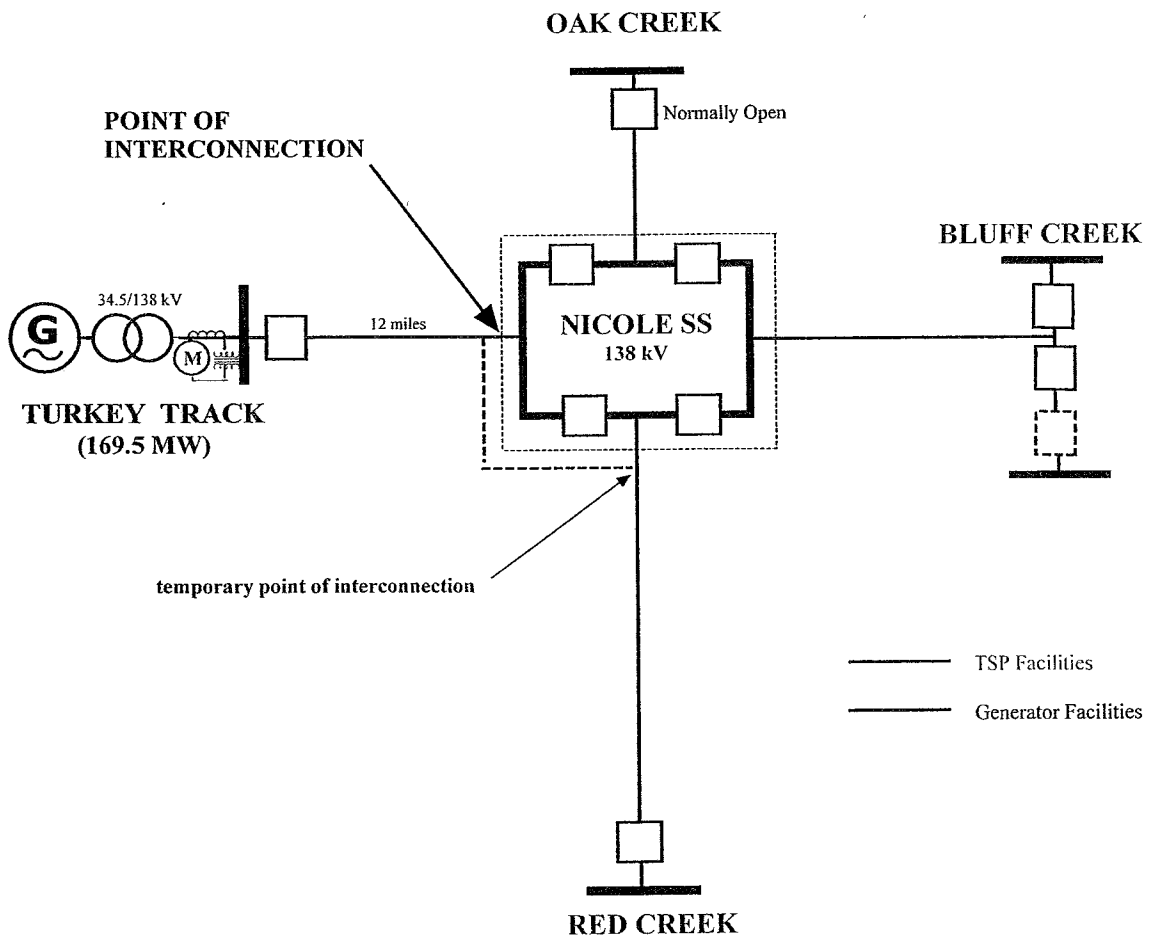 OAK CREEK
Normally Open
POINT OF
INTERCONNECTION
BLUFF CREEK
34.5/138 kV
G
M
12 miles
NICOLE SS
138 kV
TURKEY TRACK
(169.5 MW)
temporary point of interconnection
TSP Facilities
Generator Facilities
RED CREEK